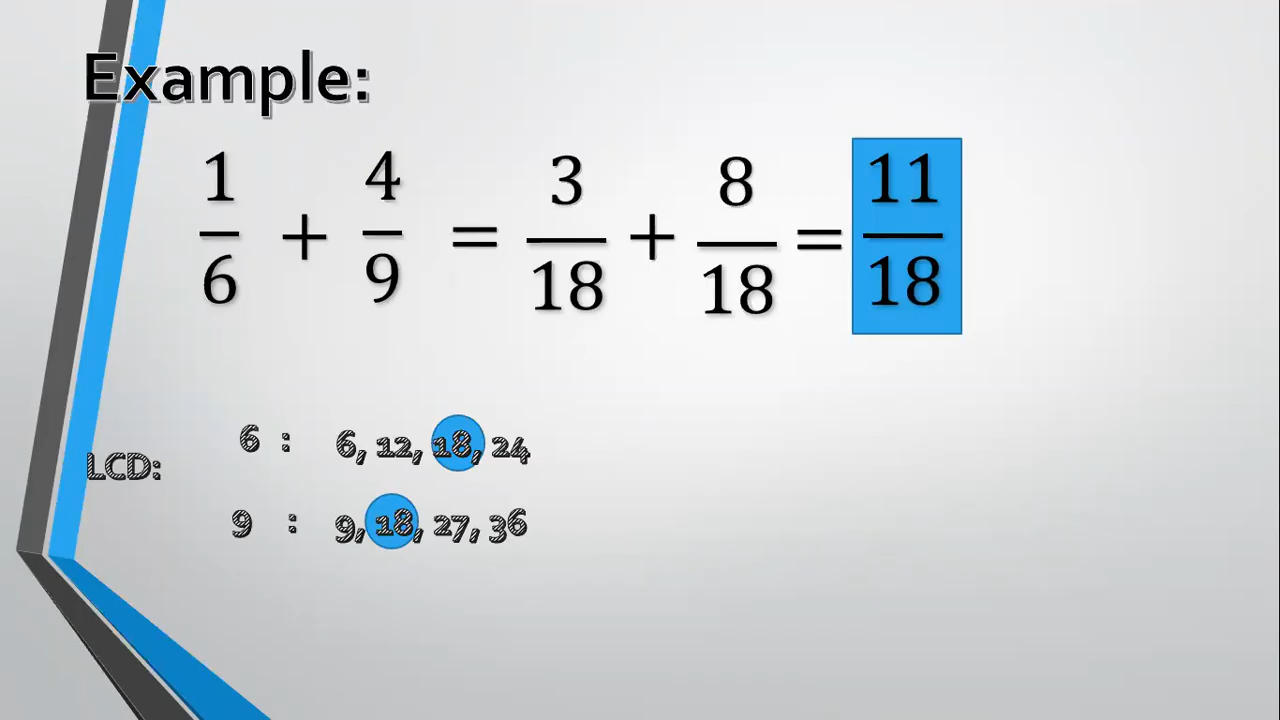 Example:
1/6 + 4/9 = 3/18 + 8/18 = 11/18
6 : 6, 12, 18, 24
LCD:
9 : 9, 18, 27, 36